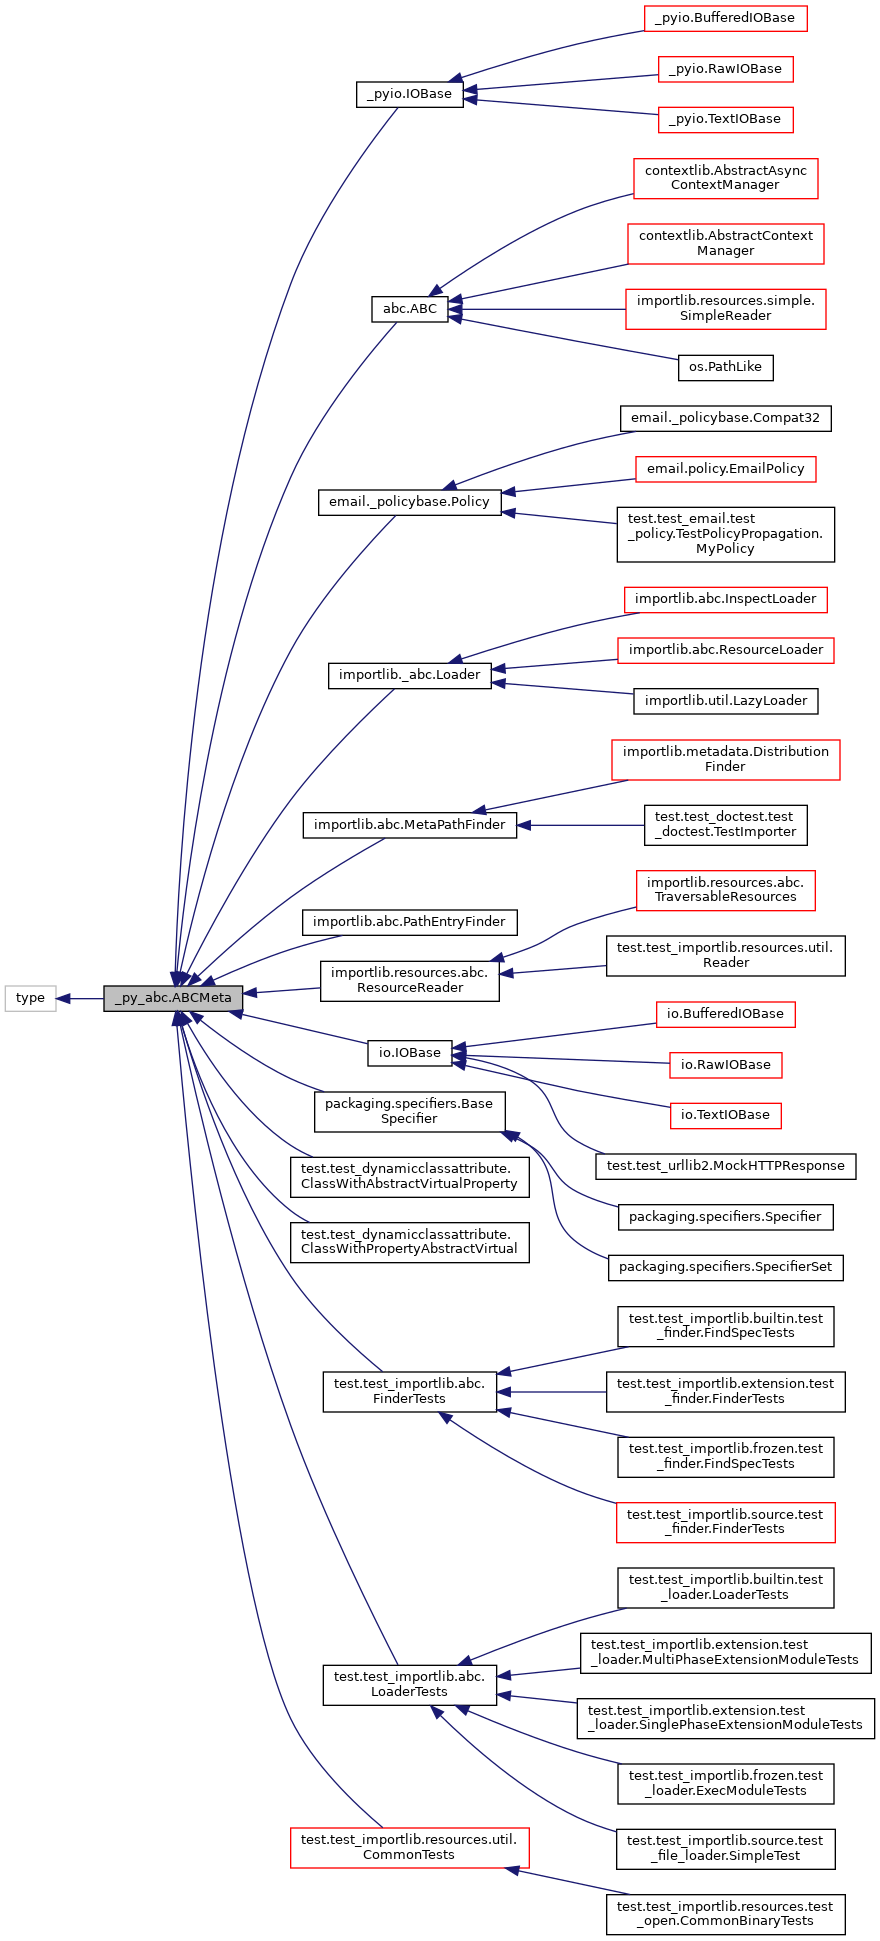 _pyio.BufferedIOBase
_pyio.RawIOBase
_pyio.IOBase
_pyio.TextIOBase
contextlib.AbstractAsync
ContextManager
contextlib.AbstractContext
Manager
importlib.resources.simple.
SimpleReader
abc.ABC
os.PathLike
email._policybase.Compat32
email.policy.EmailPolicy
email._policybase.Policy
test.test_email.test
_policy.TestPolicyPropagation.
MyPolicy
importlib.abc.InspectLoader
importlib.abc.ResourceLoader
importlib._abc.Loader
importlib.util.LazyLoader
importlib.metadata.Distribution
Finder
importlib.abc.MetaPathFinder
test.test_doctest.test
_doctest.TestImporter
importlib.resources.abc.
TraversableResources
importlib.abc.PathEntryFinder
test.test_importlib.resources.util.
Reader
importlib.resources.abc.
ResourceReader
type
_py_abc.ABCMeta
io.BufferedIOBase
io.IOBase
io.RawIOBase
io.TextIOBase
packaging.specifiers.Base
Specifier
test.test_urllib2.MockHTTPResponse
test.test_dynamicclassattribute.
ClassWithAbstractVirtualProperty
packaging.specifiers.Specifier
test.test_dynamicclassattribute.
ClassWithPropertyAbstractVirtual
packaging.specifiers.SpecifierSet
test.test_importlib.builtin.test
_finder.FindSpecTests
test.test_importlib.abc.
FinderTests
test.test_importlib.extension.test
_finder.FinderTests
test.test_importlib.frozen.test
_finder.FindSpecTests
test.test_importlib.source.test
_finder.FinderTests
test.test_importlib.builtin.test
_loader.LoaderTests
test.test_importlib.extension.test
_loader.MultiPhaseExtensionModuleTests
test.test_importlib.abc.
LoaderTests
test.test_importlib.extension.test
_loader.SinglePhaseExtensionModuleTests
test.test_importlib.frozen.test
_loader.ExecModuleTests
test.test_importlib.source.test
_file_loader.SimpleTest
test.test_importlib.resources.util.
CommonTests
test.test_importlib.resources.test
_open.CommonBinaryTests